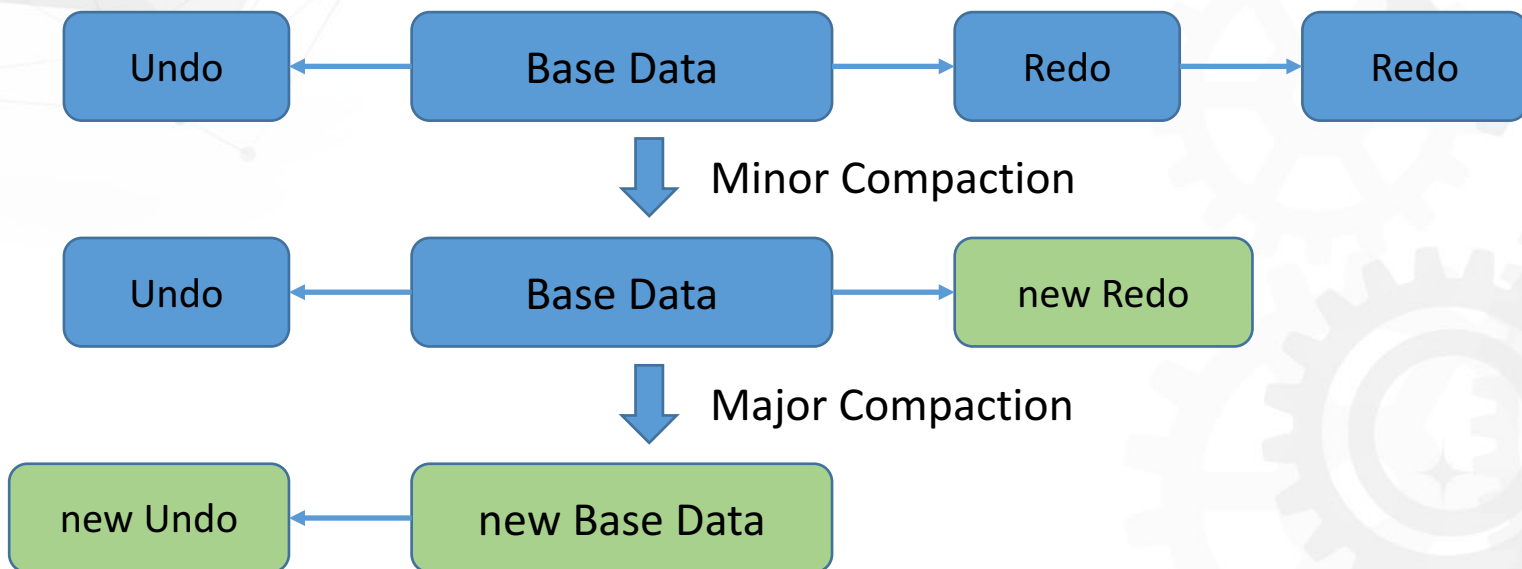 Undo
Base Data
Redo
Redo
Minor Compaction
Undo
Base Data
new Redo
Major Compaction
new Undo
new Base Data